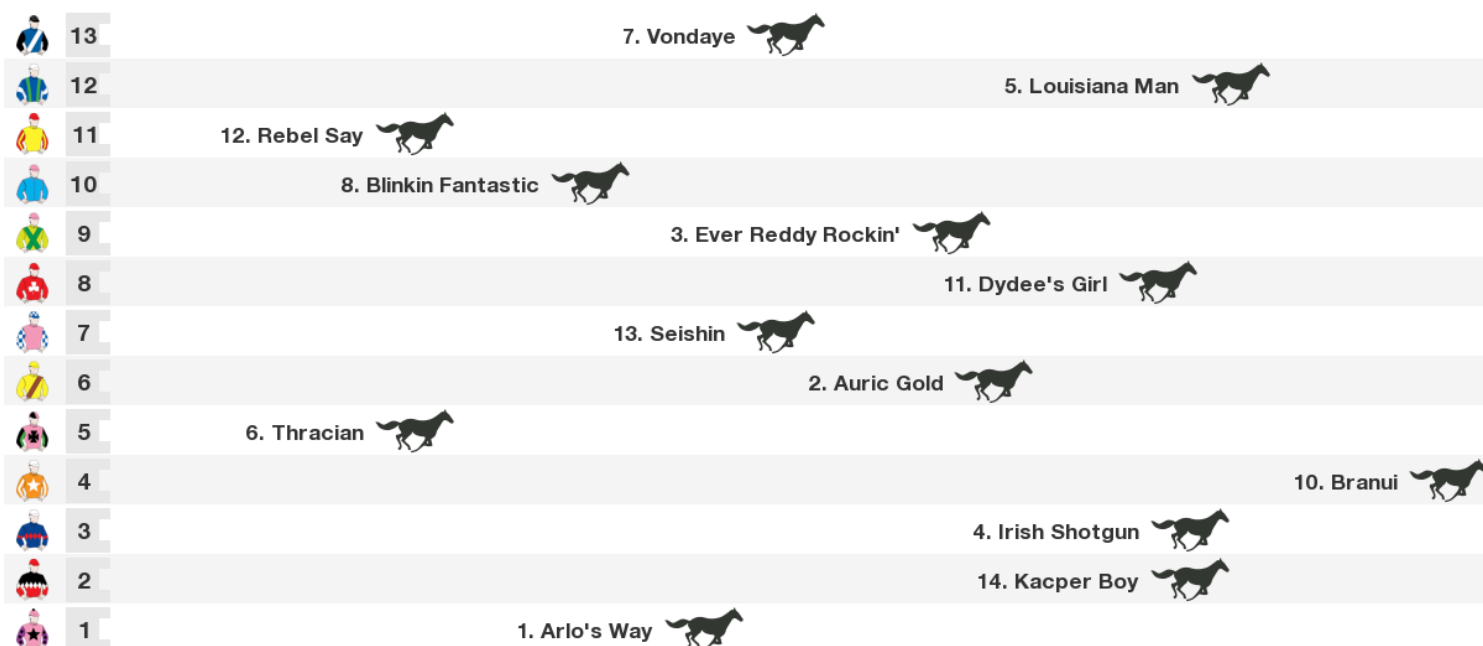 13 7. Vondaye
12 5. Louisiana Man
11 12. Rebel Say
10 8. Blinkin Fantastic
9 3. Ever Reddy Rockin'
8 11. Dydee's Girl
7 13. Seishin
6 2. Auric Gold
5 6. Thracian
4 10. Branui
3 4. Irish Shotgun
2 14. Kacper Boy
1 1. Arlo's Way